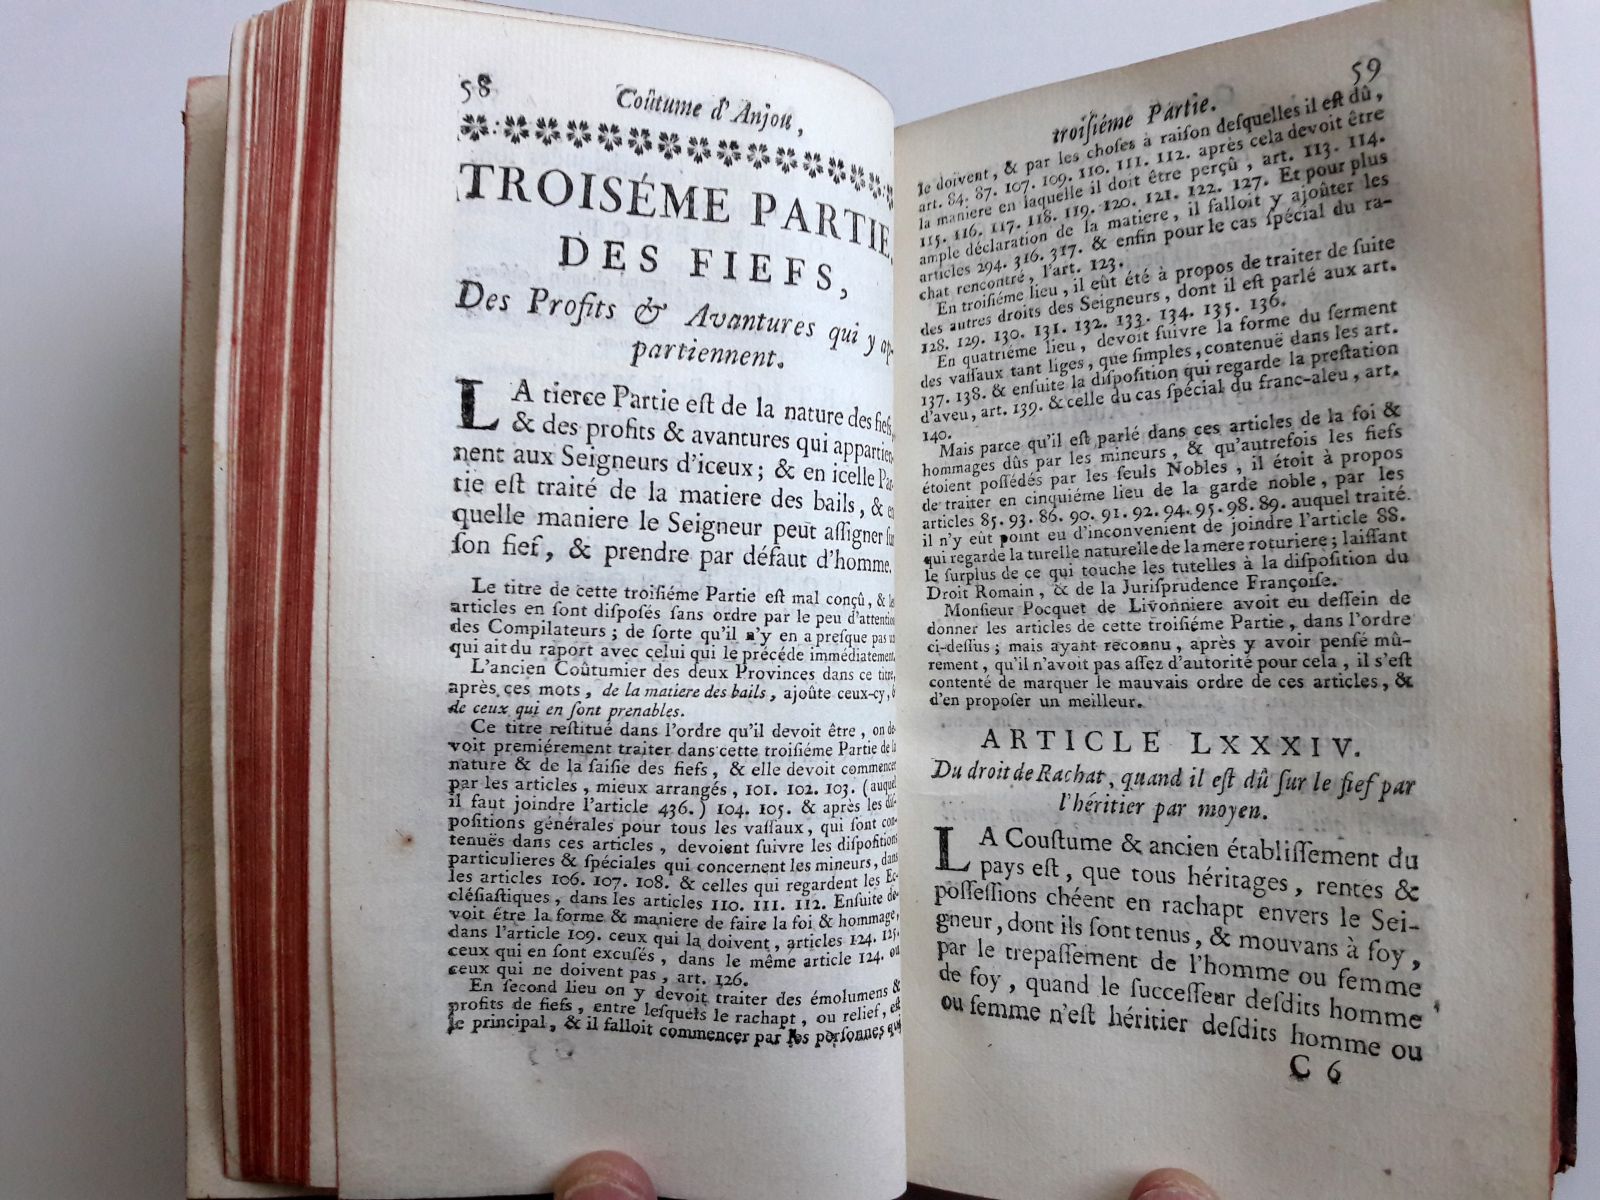 58
Coûtume d'Anjou,
TROISÉME PARTIE.
DES FIEFS,
Des Profits & Avantures qui y ap-
partiennent.
LA tierce Partie eſt de la nature des fiefs,
& des profits & avantures qui appartien-
nent aux Seigneurs d'iceux; & en icelle Par-
tie eſt traité de la matiere des bails, & en
quelle maniere le Seigneur peut aſſigner ſur
ſon fief, & prendre par défaut d'homme.
Le titre de cette troiſiéme Partie eſt mal conçû, & les
articles en ſont diſpoſés ſans ordre par le peu d'attention
des Compilateurs; de ſorte qu'il n'y en a preſque pas un
qui ait du raport avec celui qui le précéde immédiatement.
L'ancien Coûtumier des deux Provinces dans ce titre,
après ces mots, de la matiere des bails, ajoûte ceux-cy, &
de ceux qui en ſont prenables.
Ce titre reſtitué dans l'ordre qu'il devoit être, on de-
voit premiérement traiter dans cette troiſiéme Partie de la
nature & de la ſaiſie des fiefs, & elle devoit commencer
par les articles, mieux arrangés, 101. 102. 103. (auquel
il faut joindre l'article 436.) 104. 105. & après les diſ-
poſitions générales pour tous les vaſſaux, qui ſont con-
tenuës dans ces articles, devoient ſuivre les diſpoſitions
particulieres & ſpéciales qui concernent les mineurs, dans
les articles 106. 107. 108. & celles qui regardent les Ec-
cléſiaſtiques, dans les articles 110. 111. 112. Enſuite de-
voit être la forme & maniere de faire la foi & hommage,
dans l'article 109. ceux qui la doivent, articles 124. 125.
ceux qui en ſont excuſés, dans le même article 124. ou
ceux qui ne doivent pas, art. 126.
En ſecond lieu on y devoit traiter des émolumens &
profits de fiefs, entre leſquels le rachapt, ou relief, eſt
le principal, & il falloit commencer par les perſonnes qui
59
troiſiéme Partie.
le doivent, & par les choſes à raiſon deſquelles il eſt dû,
art. 84. 87. 107. 109. 110. 111. 112. après cela devoit être
la maniere en laquelle il doit être perçû, art. 113. 114.
115. 116. 117. 118. 119. 120. 121. 122. 127. Et pour plus
ample déclaration de la matiere, il falloit y ajoûter les
articles 294. 316. 317. & enfin pour le cas ſpécial du ra-
chat rencontré, l'art. 123.
En troiſiéme lieu, il eût été à propos de traiter de ſuite
des autres droits des Seigneurs, dont il eſt parlé aux art.
128. 129. 130. 131. 132. 133. 134. 135. 136.
En quatriéme lieu, devoit ſuivre la forme du ſerment
des vaſſaux tant liges, que ſimples, contenuë dans les art.
137. 138. & enſuite la diſpoſition qui regarde la preſtation
d'aveu, art. 139. & celle du cas ſpécial du franc-aleu, art.
140.
Mais parce qu'il eſt parlé dans ces articles de la foi &
hommages dûs par les mineurs, & qu'autrefois les fiefs
étoient poſſédés par les ſeuls Nobles, il étoit à propos
de traiter en cinquiéme lieu de la garde noble, par les
articles 85. 93. 86. 90. 91. 92. 94. 95. 98. 89. auquel traité.
il n'y eût point eu d'inconvenient de joindre l'article 88.
qui regarde la turelle naturelle de la mere roturiere; laiſſant
le ſurplus de ce qui touche les tutelles à la diſpoſition du
Droit Romain, & de la Juriſprudence Françoiſe.
Monſieur Pocquet de Livonniere avoit eu deſſein de
donner les articles de cette troiſiéme Partie, dans l'ordre
ci-deſſus; mais ayant reconnu, après y avoir penſé mû-
rement, qu'il n'avoit pas aſſez d'autorité pour cela, il s'eſt
contenté de marquer le mauvais ordre de ces articles, &
d'en propoſer un meilleur.
ARTICLE LXXXIV.
Du droit de Rachat, quand il eſt dû ſur le fief par
l'héritier par moyen.
LA Couſtume & ancien établiſſement du
pays eſt, que tous héritages, rentes &
poſſeſſions chéent en rachapt envers le Sei-
gneur, dont ils ſont tenus, & mouvans à foy,
par le trepaſſement de l'homme ou femme
de foy, quand le ſucceſſeur deſdits homme
ou femme n'eſt héritier deſdits homme ou
C 6